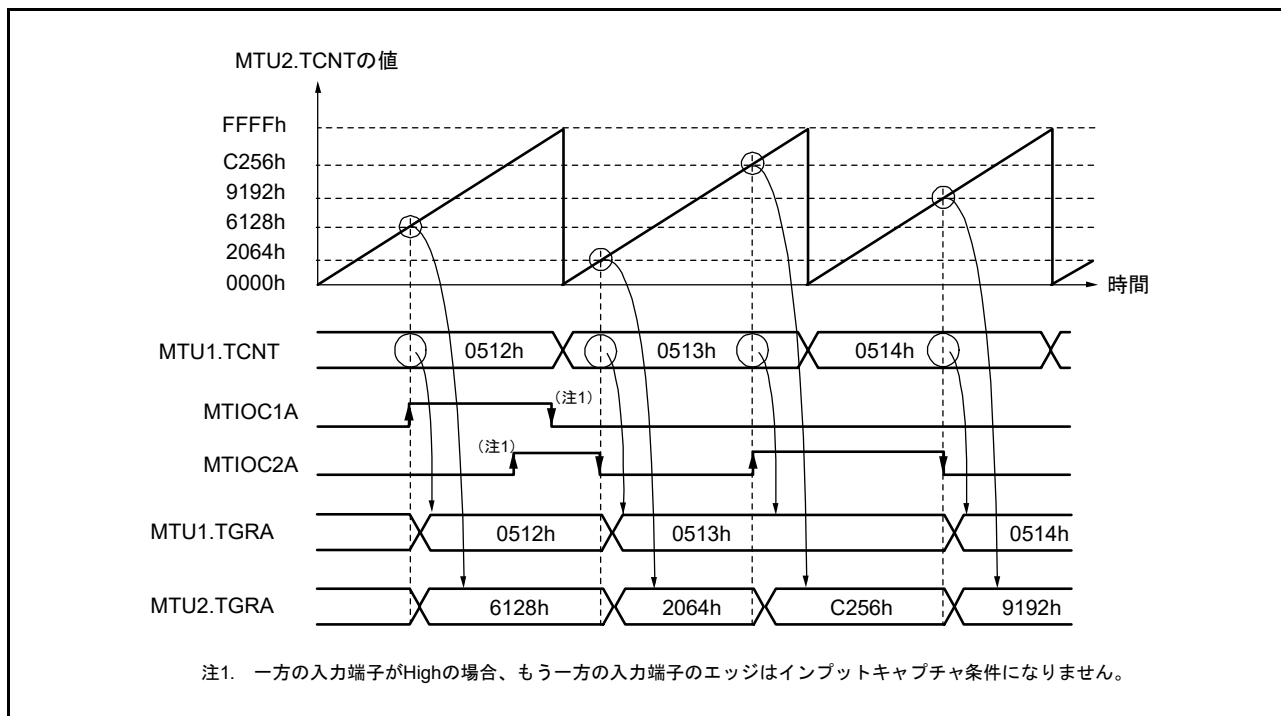 MTU2.TCNTの値
FFFFh
C256h
9192h
6128h
2064h
0000h
時間
MTU1.TCNT
0512h
0513h
0514h
MTIOC1A
（注1）
MTIOC2A
（注1）
MTU1.TGRA
0512h
0513h
0514h
MTU2.TGRA
6128h
2064h
C256h
9192h
注1. 一方の入力端子がHighの場合、もう一方の入力端子のエッジはインプットキャプチャ条件になりません。